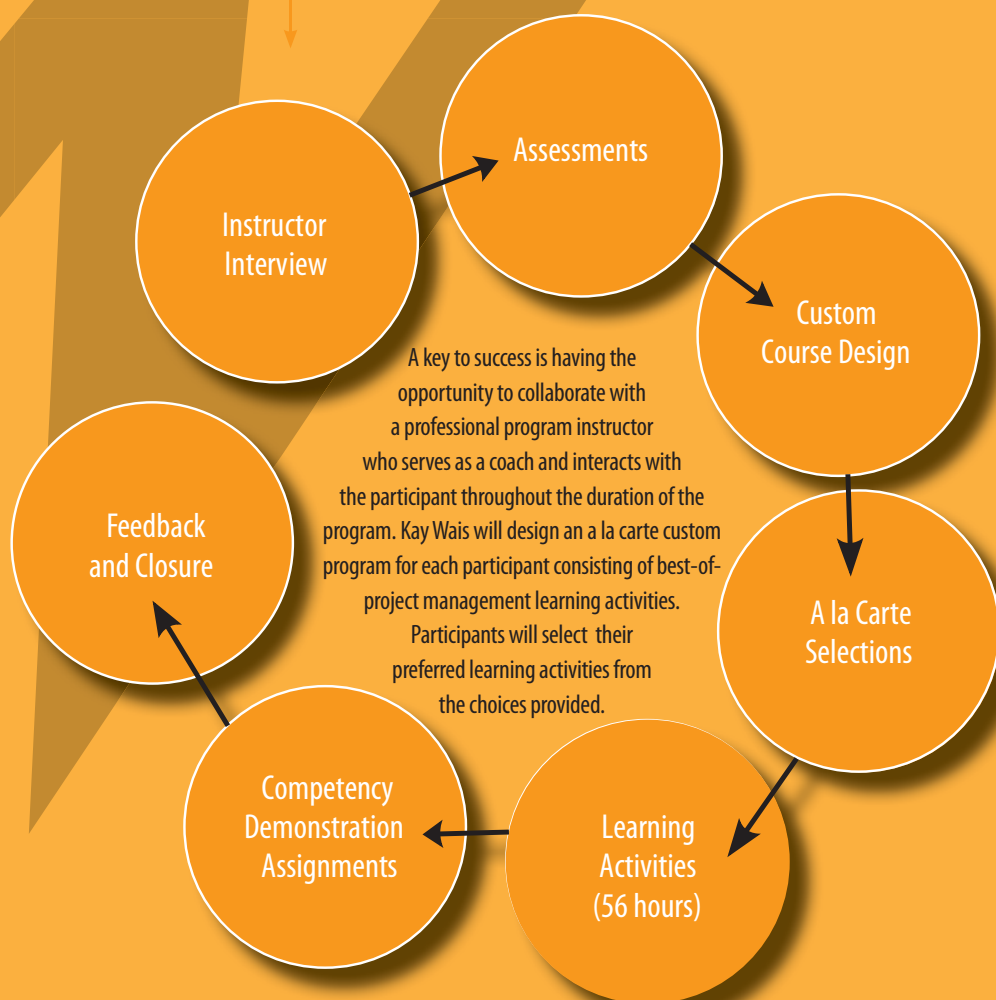 Instructor
Interview
Assessments
Custom
Course Design
A la Carte
Selections
Learning
Activities
(56 hours)
Competency
Demonstration
Assignments
Feedback
and Closure
A key to success is having the
opportunity to collaborate with
a professional program instructor
who serves as a coach and interacts with
the participant throughout the duration of the
program. Kay Wais will design an a la carte custom
program for each participant consisting of best-of-
project management learning activities.
Participants will select their
preferred learning activities from
the choices provided.